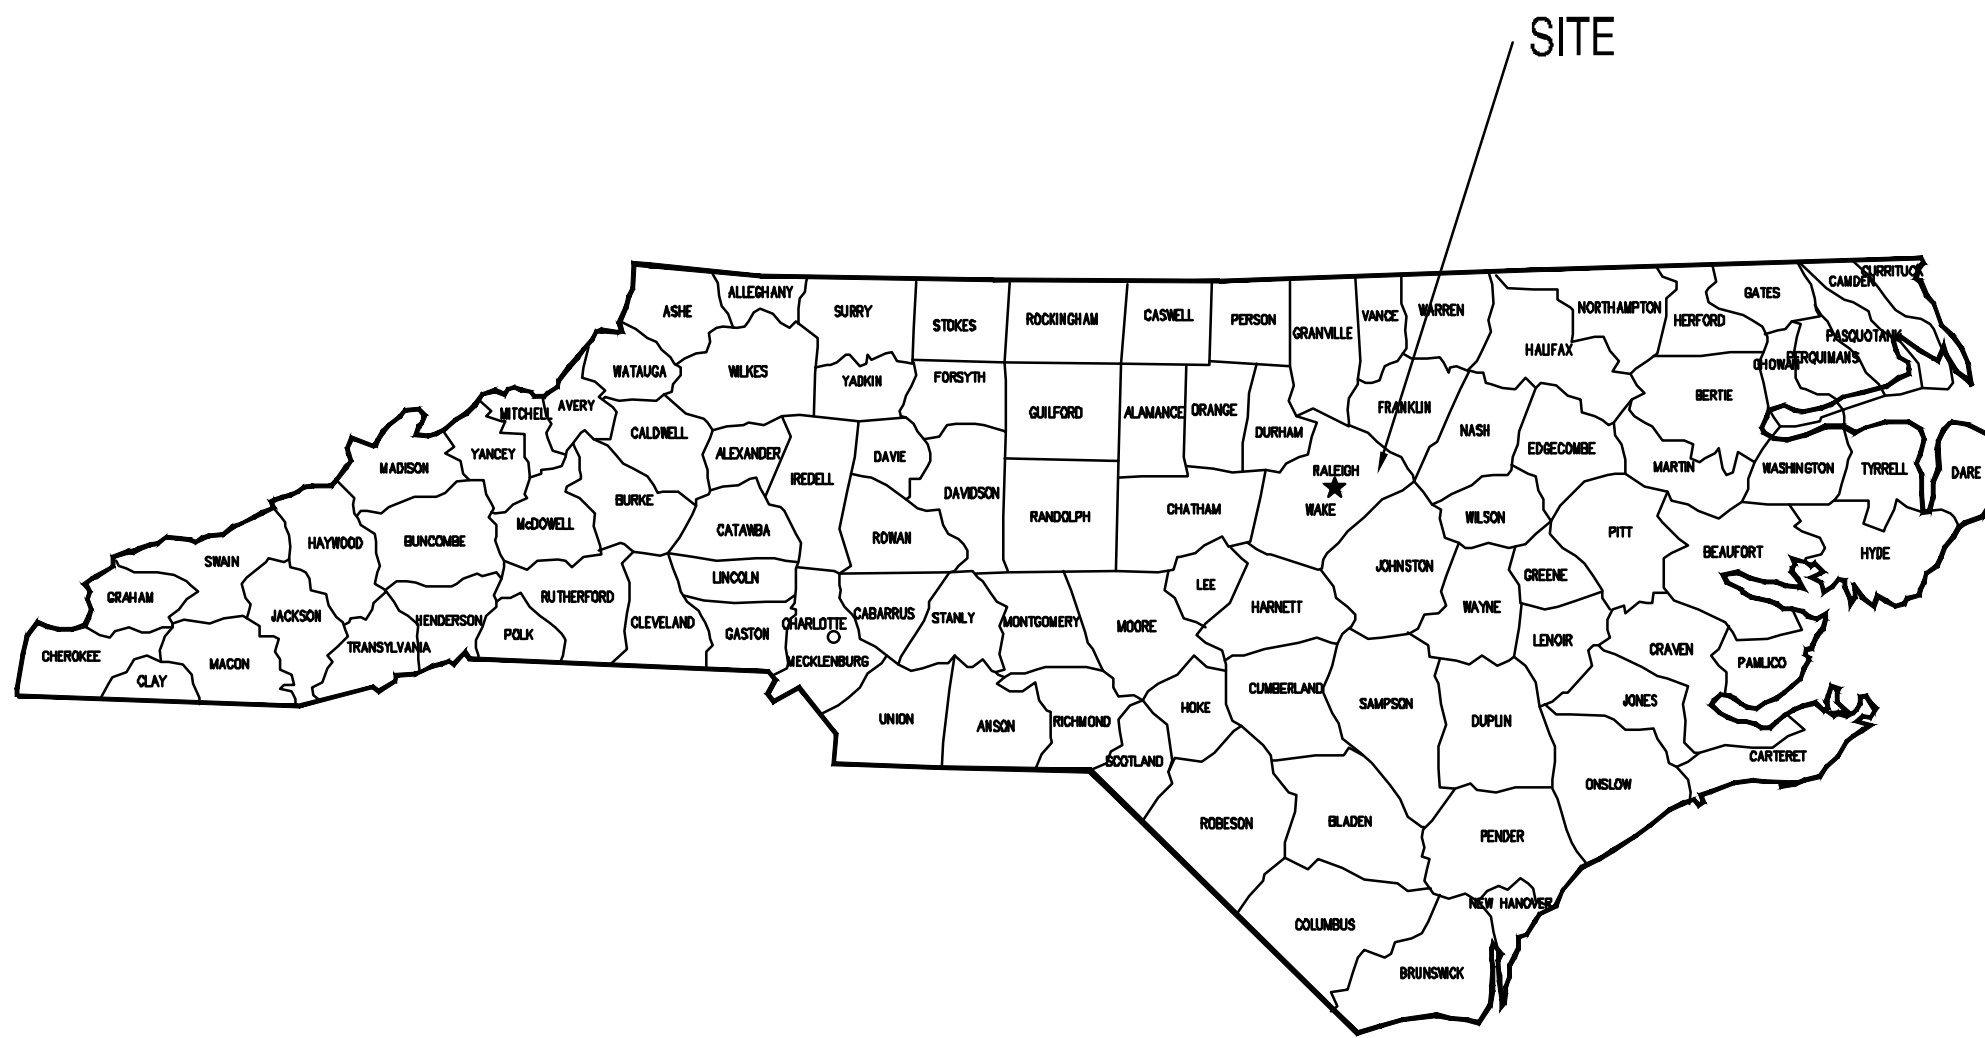 SITE
CURRITUCK
CAMDEN
ALLEGHANY
GATES
ASHE
SURRY
NORTHAMPTON
WARREN
VANCE
CASWELL
ROCKINGHAM
PERSON
HERFORD
STOKES
GRANVILLE
PASQUOTANK
HALIFAX
PERQUIMANS
CHOWAN
WATAUGA
WILKES
YADKIN
FORSYTH
BERTIE
AVERY
FRANKLIN
MITCHELL
GUILFORD
ALAMANCE
ORANGE
CALDWELL
DURHAM
NASH
EDGECOMBE
YANCEY
ALEXANDER
DAVIE
MADISON
MARTIN
WASHINGTON
TYRRELL
DARE
RALEIGH
IREDELL
DAVIDSON
BURKE
CHATHAM
WAKE
RANDOLPH
WILSON
McDOWELL
CATAWBA
PITT
ROWAN
BUNCOMBE
HAYWOOD
BEAUFORT
HYDE
SWAIN
JOHNSTON
GREENE
LINCOLN
LEE
GRAHAM
RUTHERFORD
HARNETT
WAYNE
CABARRUS
JACKSON
STANLY
HENDERSON
CLEVELAND
CHARLOTTE
MONTGOMERY
MOORE
POLK
GASTON
LENOIR
TRANSYLVANIA
CRAVEN
CHEROKEE
MACON
MECKLENBURG
PAMLICO
CLAY
CUMBERLAND
JONES
SAMPSON
HOKE
UNION
ANSON
RICHMOND
DUPLIN
CARTERET
SCOTLAND
ONSLOW
ROBESON
BLADEN
PENDER
NEW HANOVER
COLUMBUS
BRUNSWICK